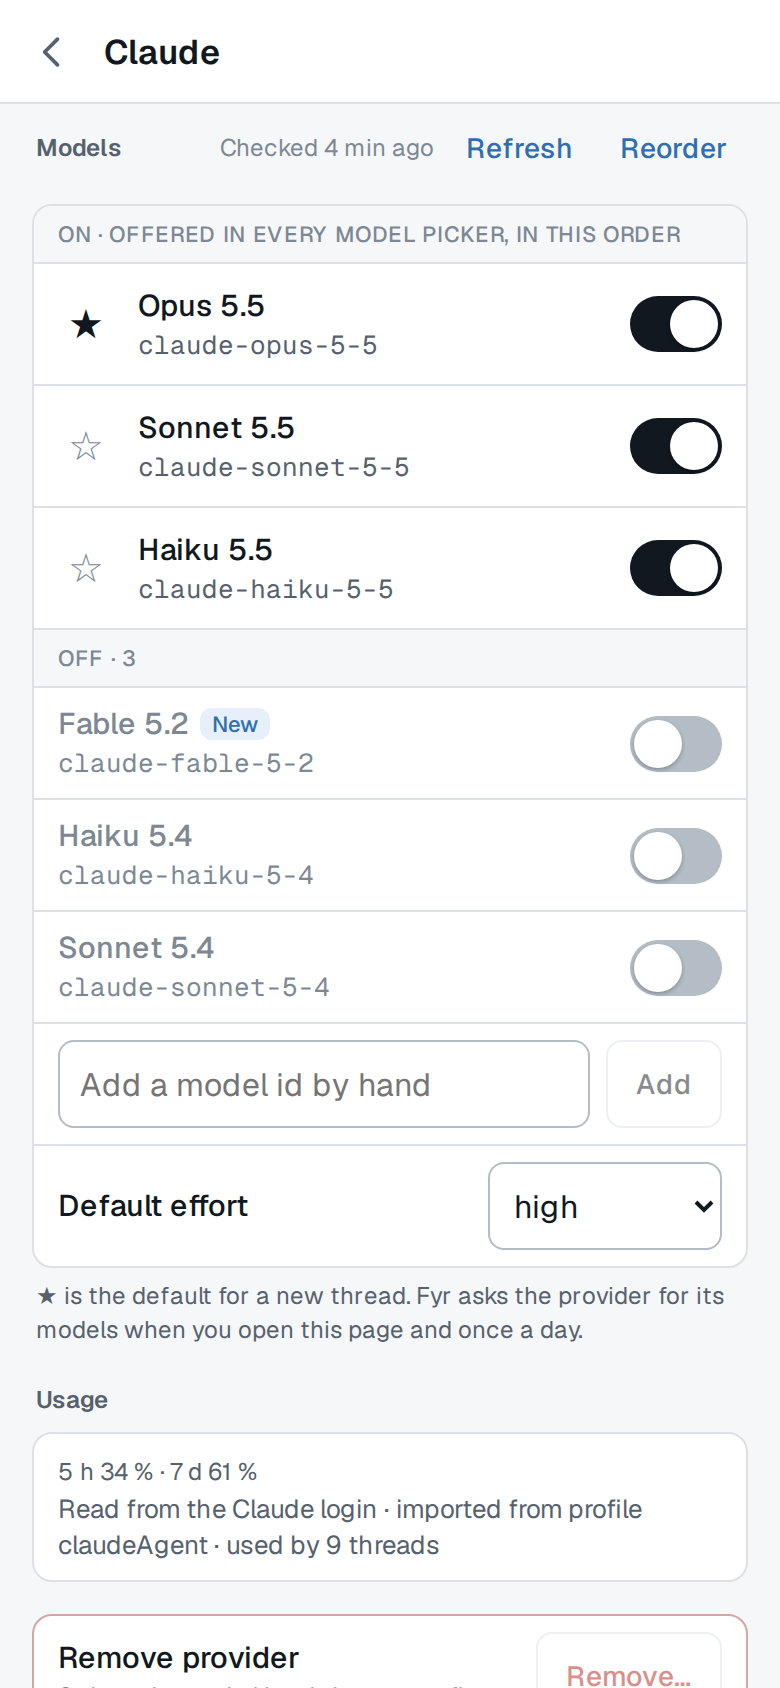 Claude
Models
Checked 4 min ago
Refresh
Reorder
ON · OFFERED IN EVERY MODEL PICKER, IN THIS ORDER
★
Opus 5.5
claude-opus-5-5
☆
Sonnet 5.5
claude-sonnet-5-5
☆
Haiku 5.5
claude-haiku-5-5
OFF · 3
Fable 5.2 New
claude-fable-5-2
Haiku 5.4
claude-haiku-5-4
Sonnet 5.4
claude-sonnet-5-4
Add a model id by hand
Add
Default effort
high
★ is the default for a new thread. Fyr asks the provider for its
models when you open this page and once a day.
Usage
5 h 34 % · 7 d 61 %
Read from the Claude login · imported from profile
claudeAgent · used by 9 threads
Remove provider
Remove…